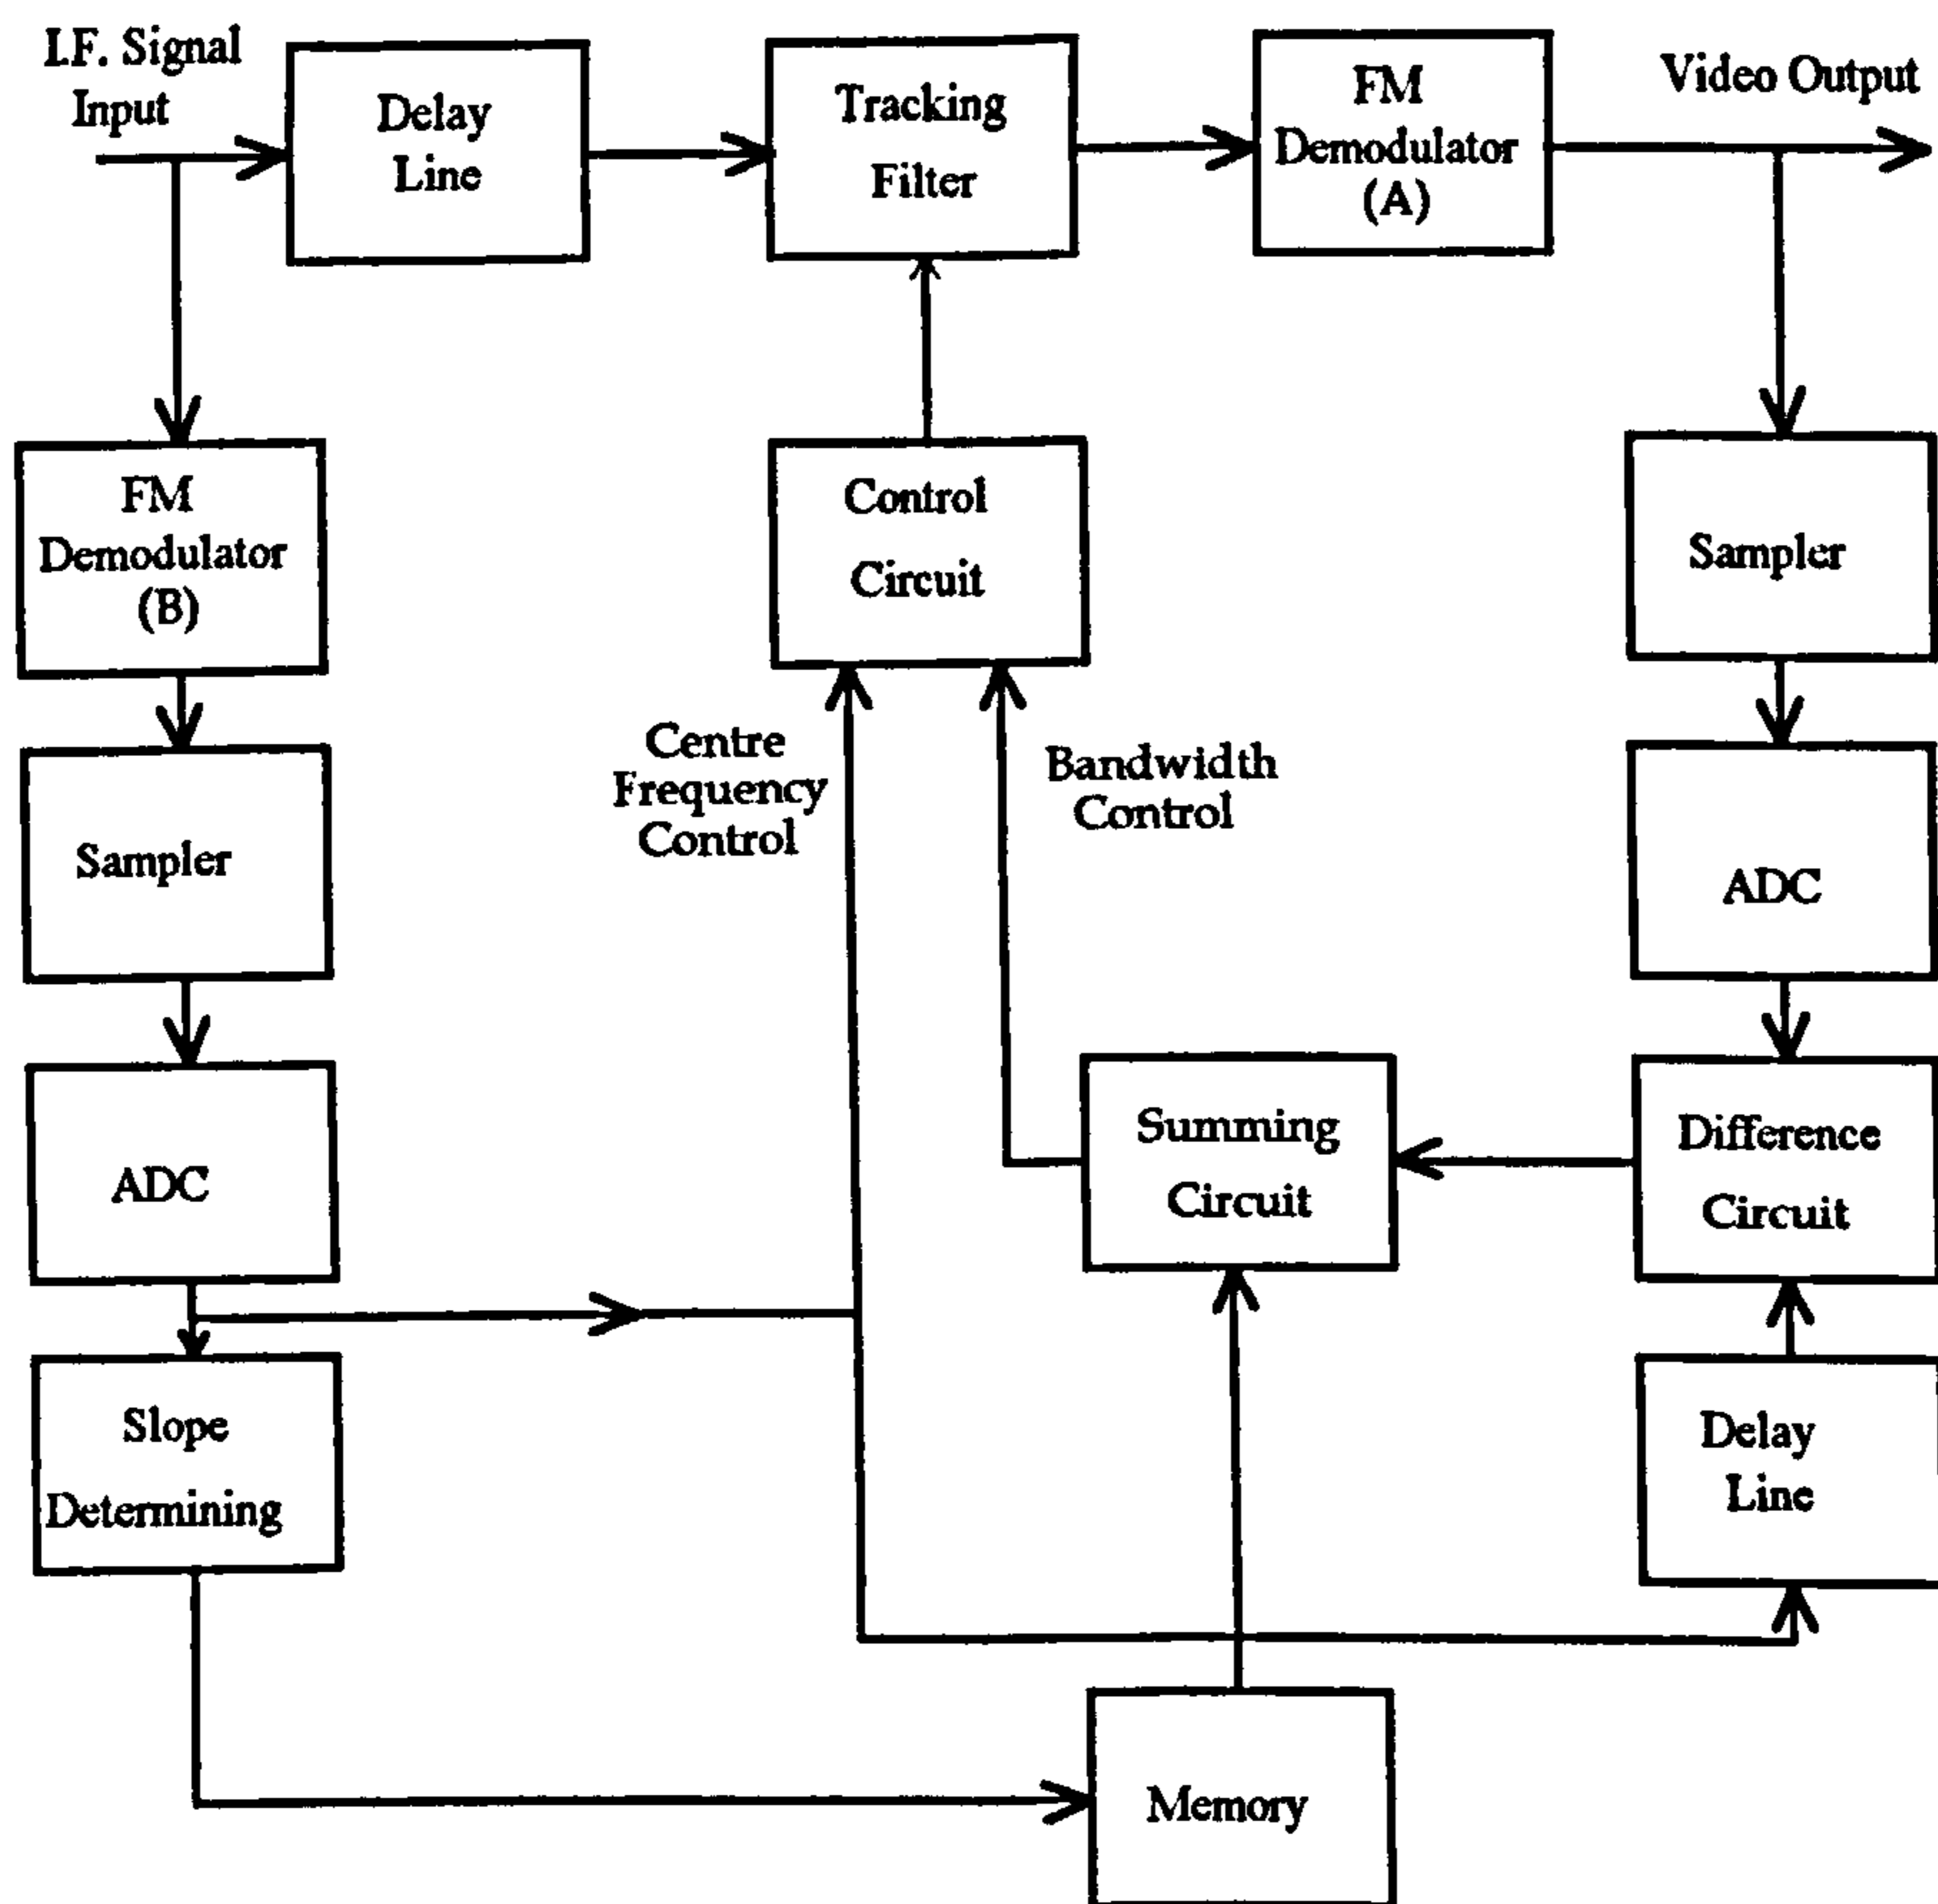 I.F. Signal
Input
Delay
Line
Tracking
Filter
FM
Demodulator
(A)
Video Output
FM
Demodulator
(B)
Control
Circuit
Sampler
Centre
Frequency
Control
Bandwidth
Control
Sampler
ADC
ADC
Summing
Circuit
Difference
Circuit
Slope
Determining
Delay
Line
Memory